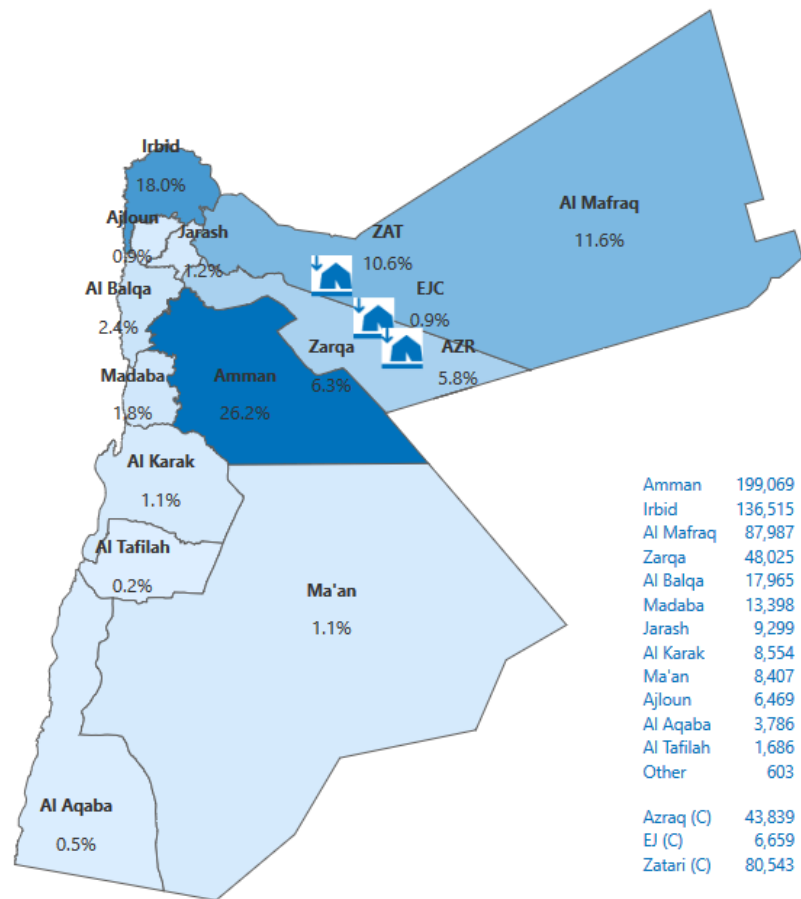 Irbid
18.0%
Al Mafraq
11.6%
Ajloun
0.9%
Jarash
1.2%
ZAT
10.6%
EJC
0.9%
Al Balqa
2.4%
Zarqa
6.3%
AZR
5.8%
Madaba
1.8%
Amman
26.2%
Al Karak
1.1%
Al Tafilah
0.2%
Ma'an
1.1%
Al Aqaba
0.5%
Amman 199,069
Irbid 136,515
Al Mafraq 87,987
Zarqa 48,025
Al Balqa 17,965
Madaba 13,398
Jarash 9,299
Al Karak 8,554
Ma'an 8,407
Ajloun 6,469
Al Aqaba 3,786
Al Tafilah 1,686
Other 603
Azraq (C) 43,839
EJ (C) 6,659
Zatari (C) 80,543